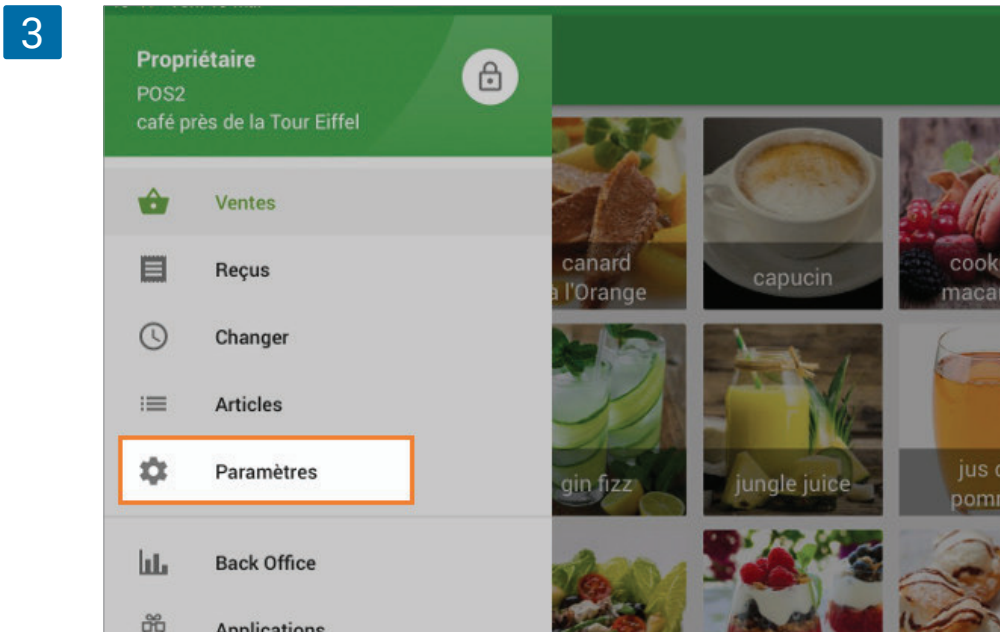 3
Propriétaire
POS2
café près de la Tour Eiffel
Ventes
Reçus
Changer
Articles
Paramètres
Back Office
Applications
canard
l'Orange
capucin
gin fizz
jungle juice
jus